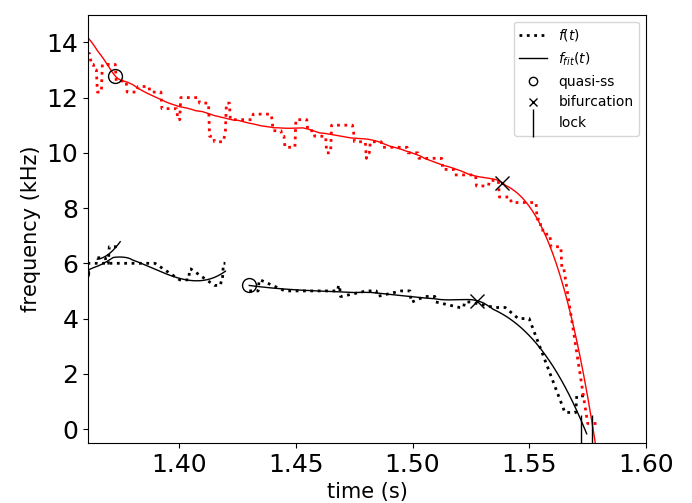 frequency (kHz)
14
12
10
8
6
4
2
0
f(t)
f_fit(t)
quasi-ss
bifurcation
lock
1.40 1.45 1.50 1.55 1.60
time (s)